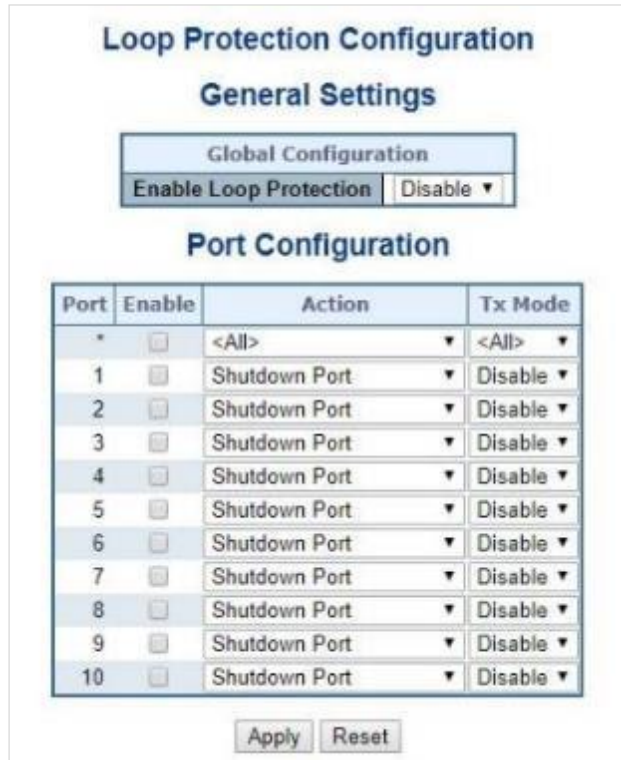 Loop Protection Configuration
General Settings
Global Configuration
Enable Loop Protection Disable
Port Configuration
Port Enable Action Tx Mode
* <All> <All>
1 Shutdown Port Disable
2 Shutdown Port Disable
3 Shutdown Port Disable
4 Shutdown Port Disable
5 Shutdown Port Disable
6 Shutdown Port Disable
7 Shutdown Port Disable
8 Shutdown Port Disable
9 Shutdown Port Disable
10 Shutdown Port Disable
Apply Reset